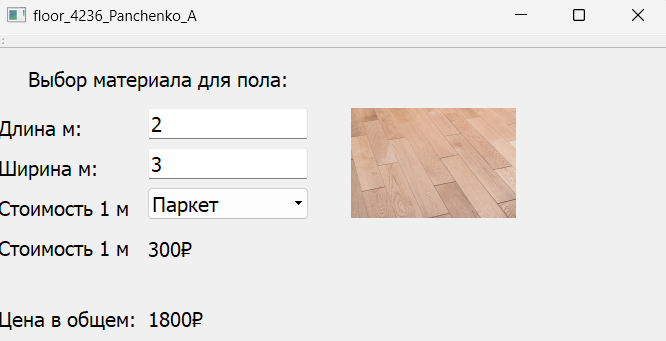 floor_4236_Panchenko_A
Выбор материала для пола:
Длина м: 2
Ширина м: 3
Стоимость 1 м Паркет
Стоимость 1 м 300₽
Цена в общем: 1800₽